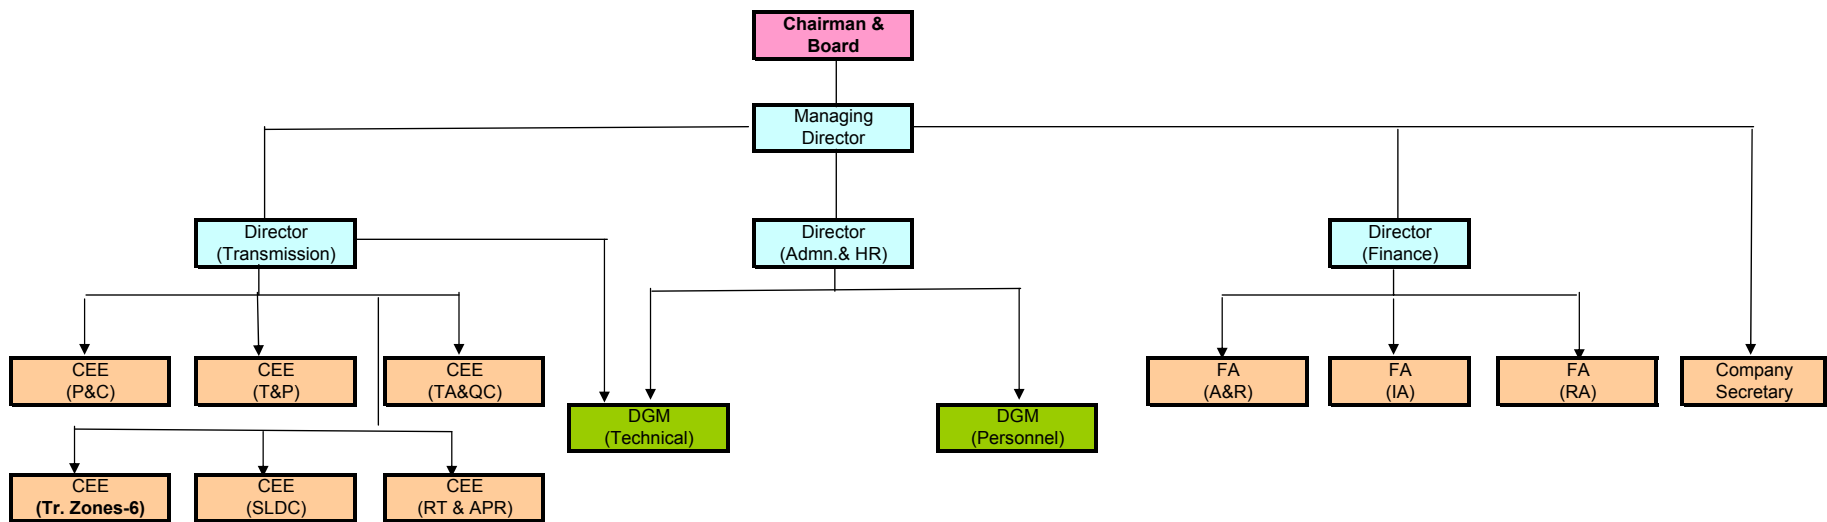 Chairman &
Board
Managing
Director
Director
(Transmission)
Director
(Admn.& HR)
Director
(Finance)
CEE
(P&C)
CEE
(T&P)
CEE
(TA&QC)
FA
(A&R)
FA
(IA)
FA
(RA)
Company
Secretary
DGM
(Technical)
DGM
(Personnel)
CEE
(Tr. Zones-6)
CEE
(SLDC)
CEE
(RT & APR)